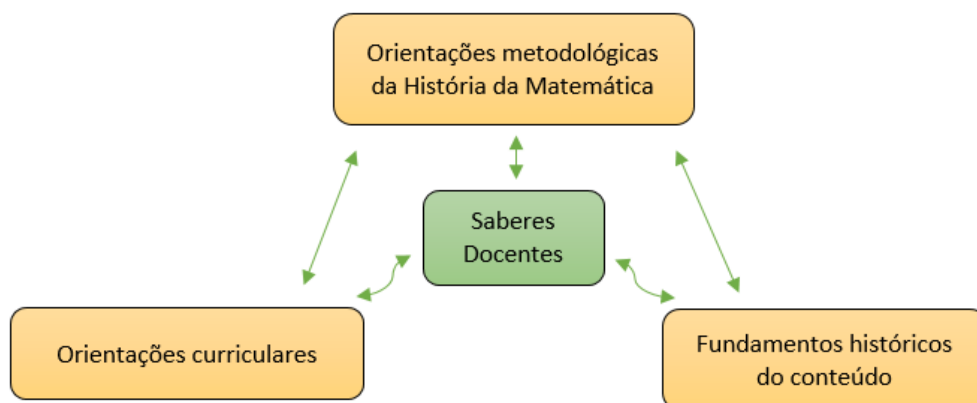 Orientações metodológicas
da História da Matemática
Saberes
Docentes
Orientações curriculares
Fundamentos históricos
do conteúdo